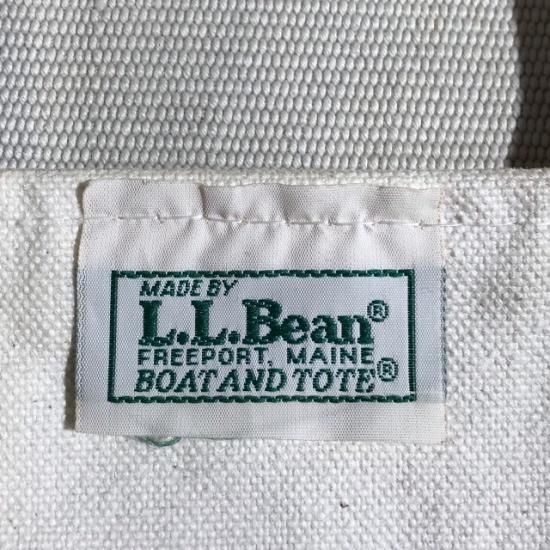 MADE BY
L.L.Bean®
FREEPORT, MAINE
BOAT AND TOTE®